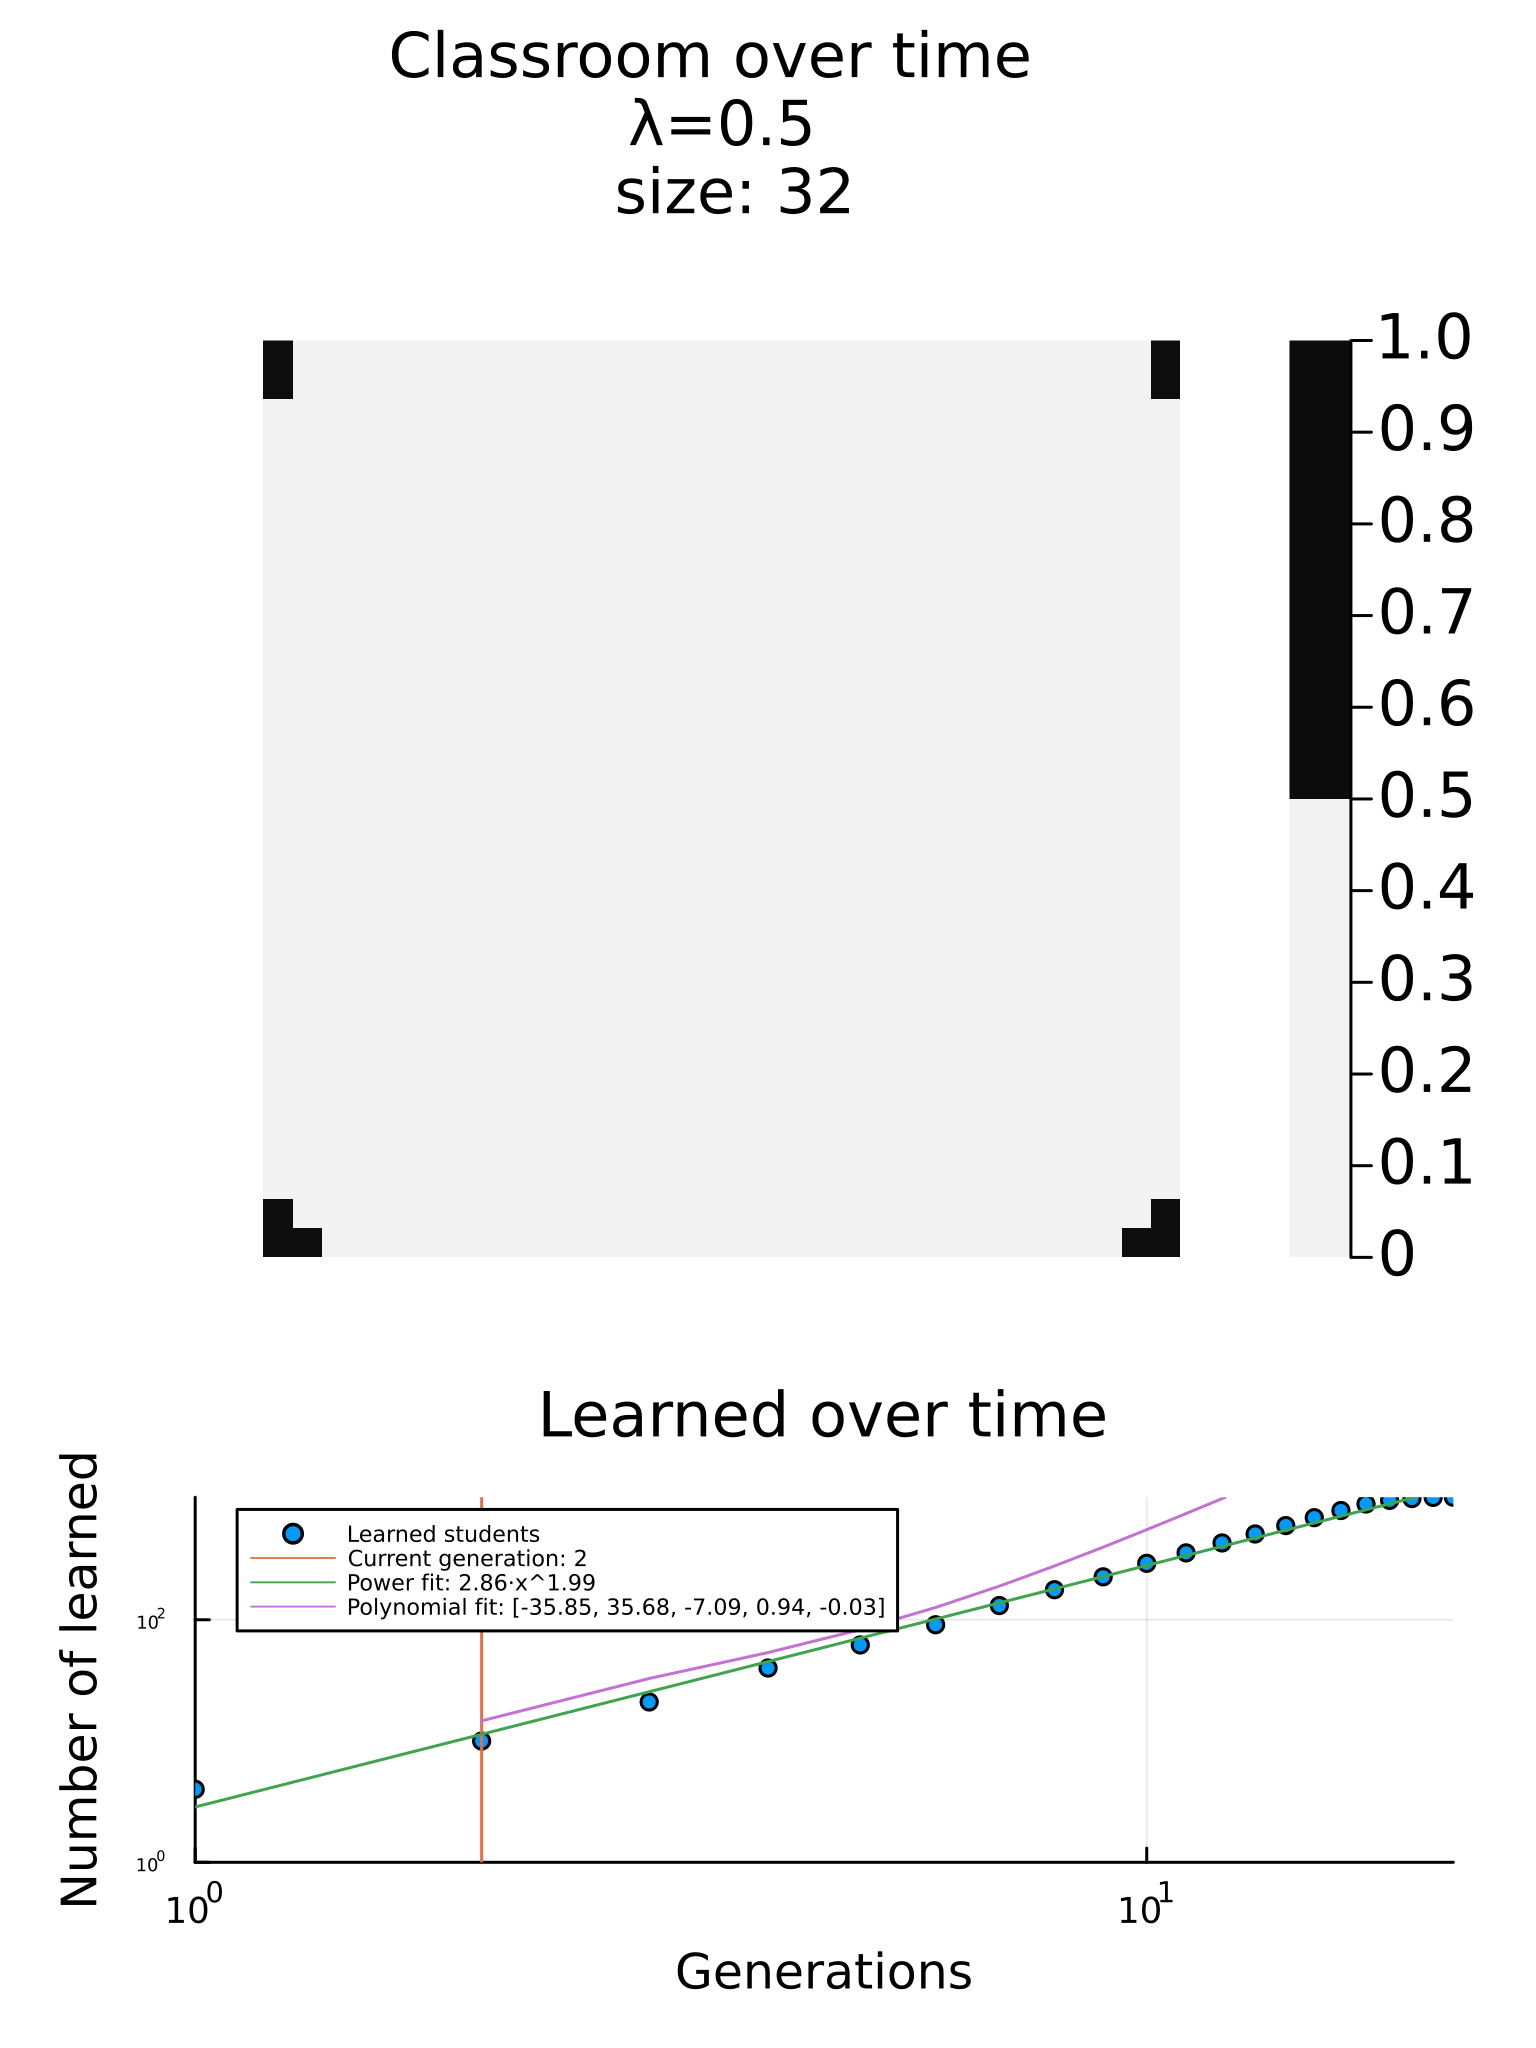 Classroom over time
λ=0.5
size: 32
1.0
0.9
0.8
0.7
0.6
0.5
0.4
0.3
0.2
0.1
0
Learned over time
Number of learned
Learned students
Current generation: 2
Power fit: 2.86·x^1.99
Polynomial fit: [-35.85, 35.68, -7.09, 0.94, -0.03]
10²
10⁰
10⁰ 10¹
Generations